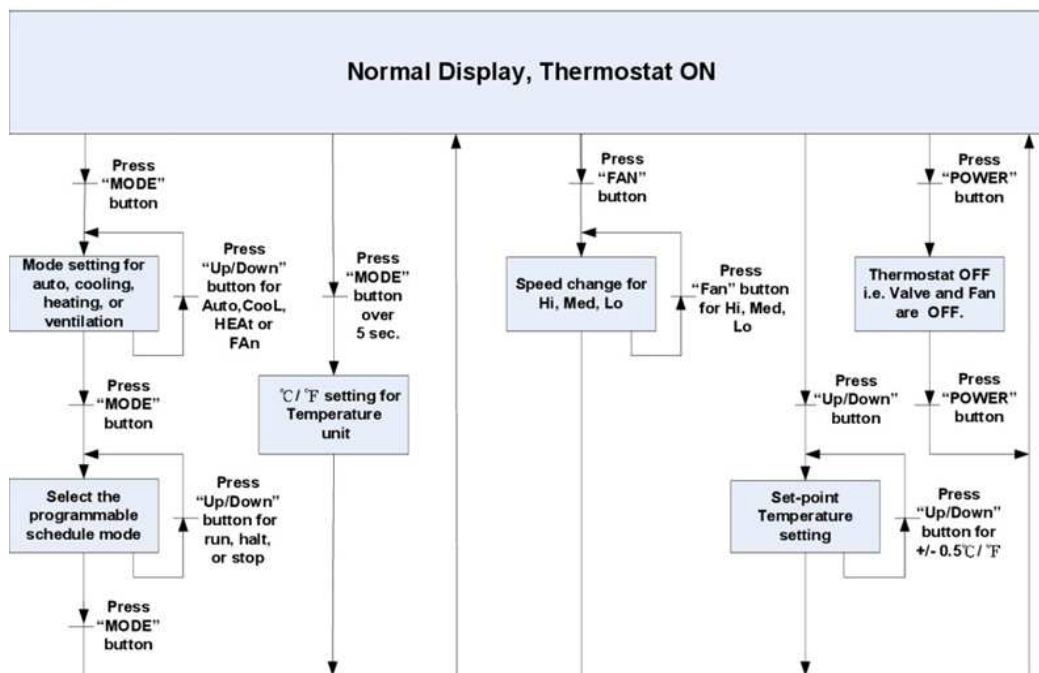 Normal Display, Thermostat ON
Press
“MODE”
button
Mode setting for
auto, cooling,
heating, or
ventilation
Press
“Up/Down”
button for
Auto,CooL,
HEAt or
FAn
Press
“MODE”
button
Select the
programmable
schedule mode
Press
“Up/Down”
button for
run, halt,
or stop
Press
“MODE”
button
Press
“MODE”
button
over
5 sec.
℃/ ℉ setting for
Temperature
unit
Press
“FAN”
button
Speed change for
Hi, Med, Lo
Press
“Fan” button
for Hi, Med,
Lo
Press
“Up/Down”
button
Set-point
Temperature
setting
Press
“Up/Down”
button for
+/- 0.5℃/ ℉
Press
“POWER”
button
Thermostat OFF
i.e. Valve and Fan
are OFF.
Press
“POWER”
button